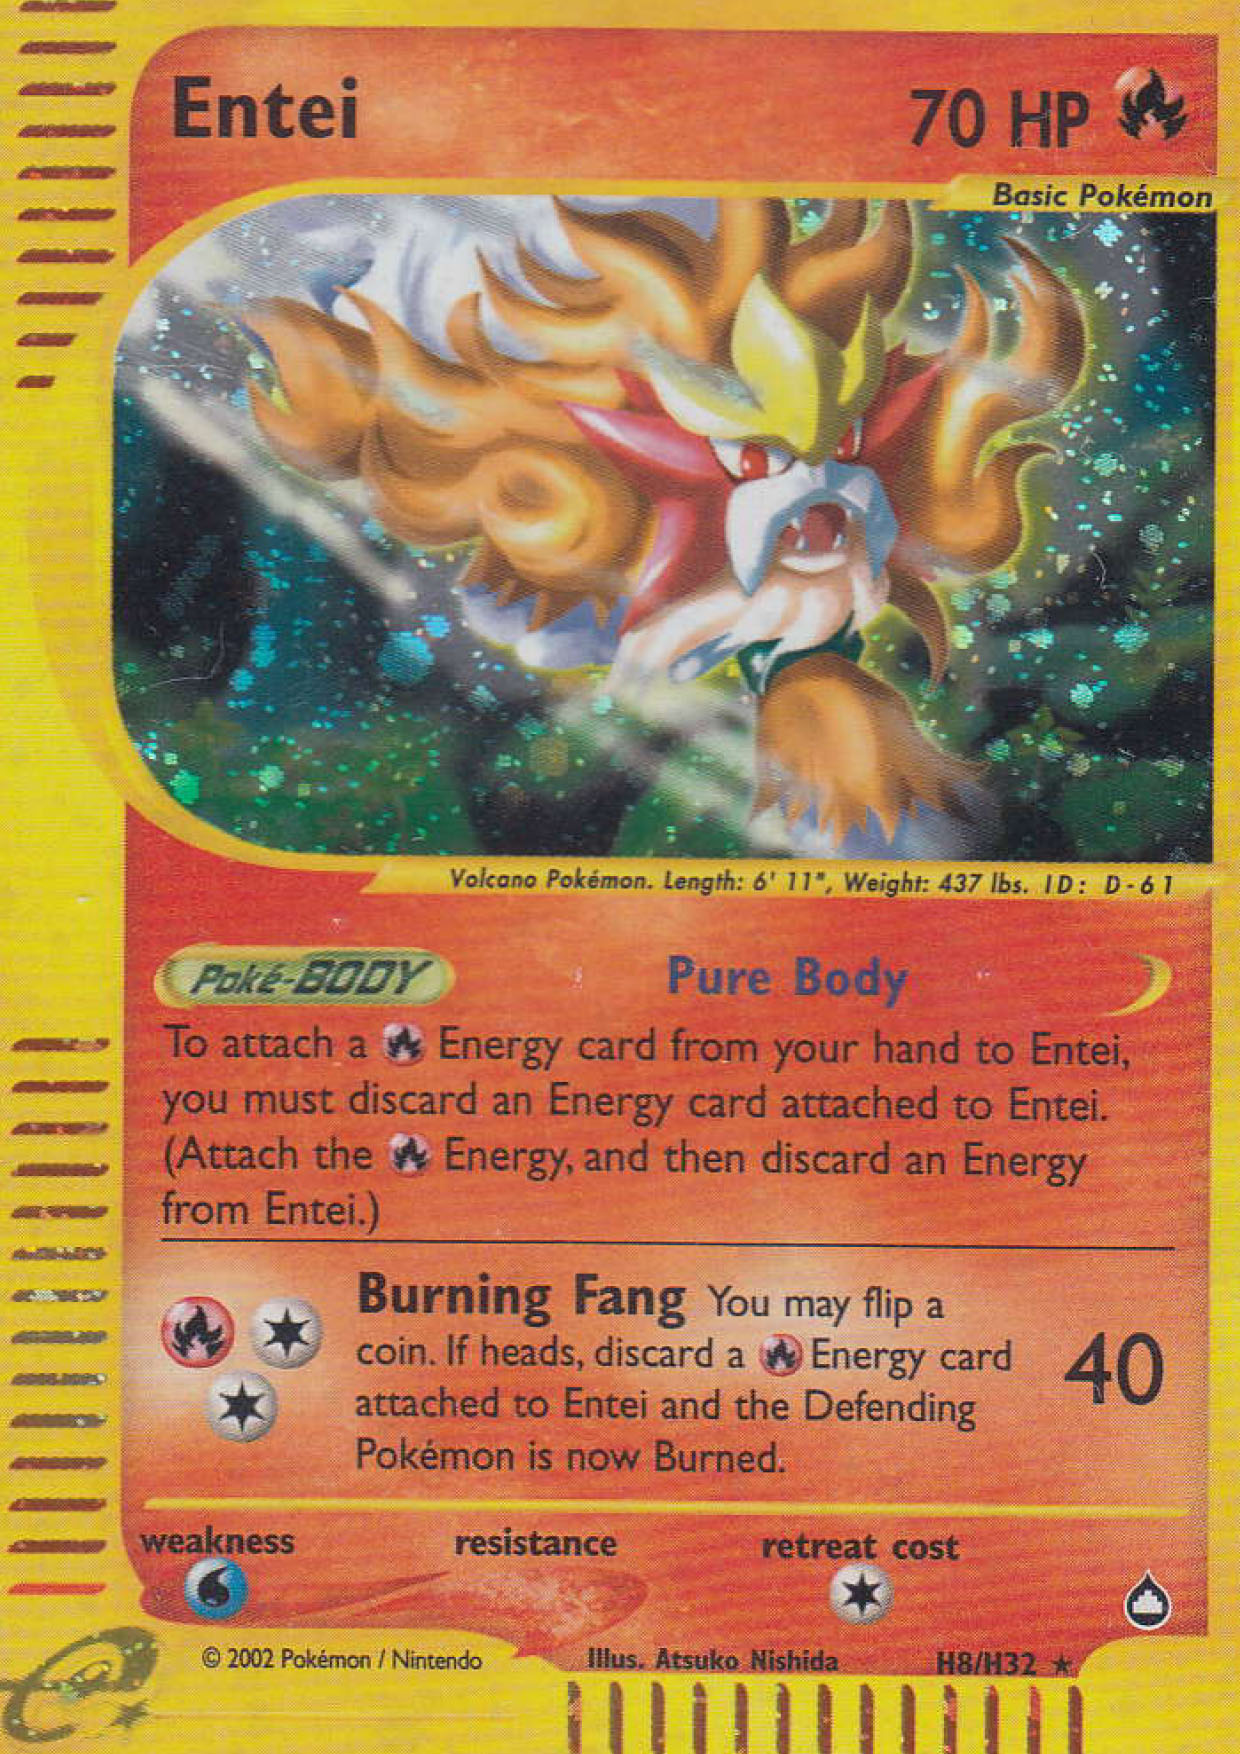 Entei
70 HP
Basic Pokémon
Volcano Pokémon. Length: 6' 11", Weight: 437 lbs. ID: D-61
Poké-BODY Pure Body
To attach a Energy card from your hand to Entei,
you must discard an Energy card attached to Entei.
(Attach the Energy, and then discard an Energy
from Entei.)
Burning Fang You may flip a
coin. If heads, discard a Energy card
attached to Entei and the Defending
Pokémon is now Burned.
40
weakness resistance retreat cost
© 2002 Pokémon / Nintendo Illus. Atsuko Nishida H8/H32 ★
e